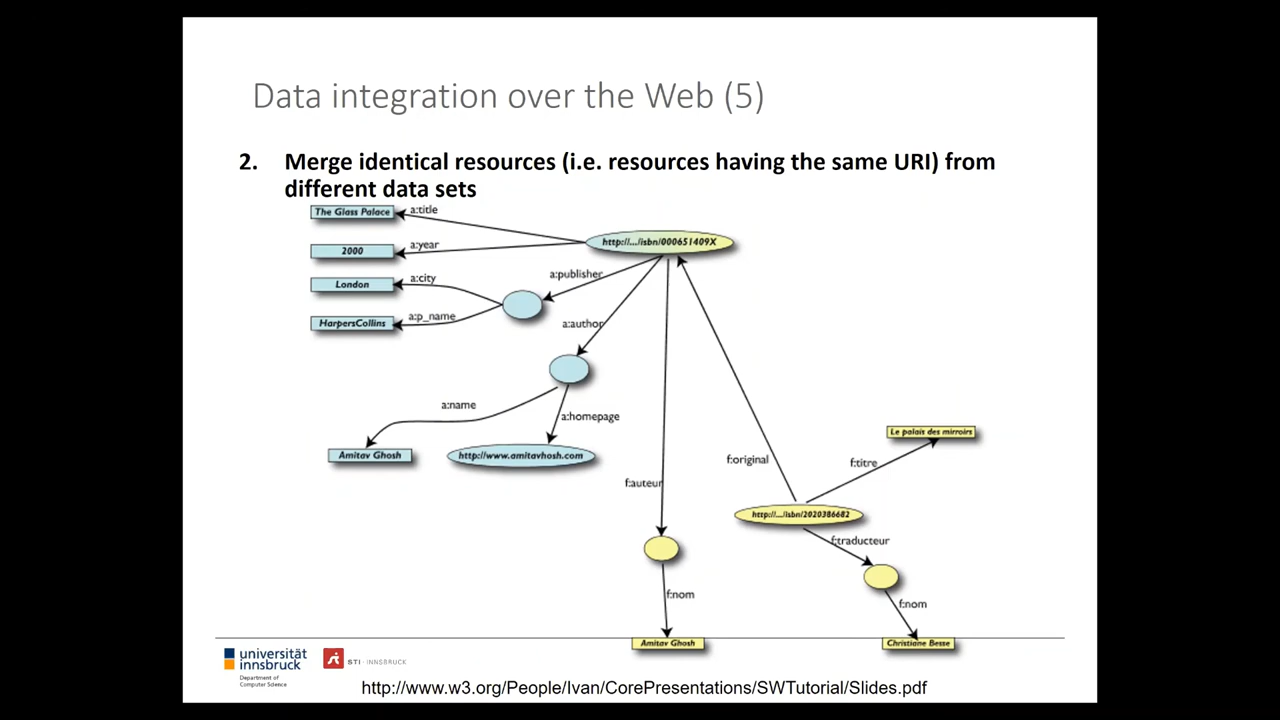 Data integration over the Web (5)
2. Merge identical resources (i.e. resources having the same URI) from
different data sets
The Glass Palace
a:title
http://.../isbn/000651409X
2000
a:year
a:publisher
London
a:city
HarpersCollins
a:p_name
a:author
a:name
a:homepage
Amitav Ghosh
http://www.amitavhosh.com
Le palais des mirroirs
f:original
f:titre
f:auteur
http://.../isbn/2020386682
f:traducteur
f:nom
f:nom
Amitav Ghosh
Christiane Besse
universität
innsbruck
Department of
Computer Science
STI · INNSBRUCK
http://www.w3.org/People/Ivan/CorePresentations/SWTutorial/Slides.pdf